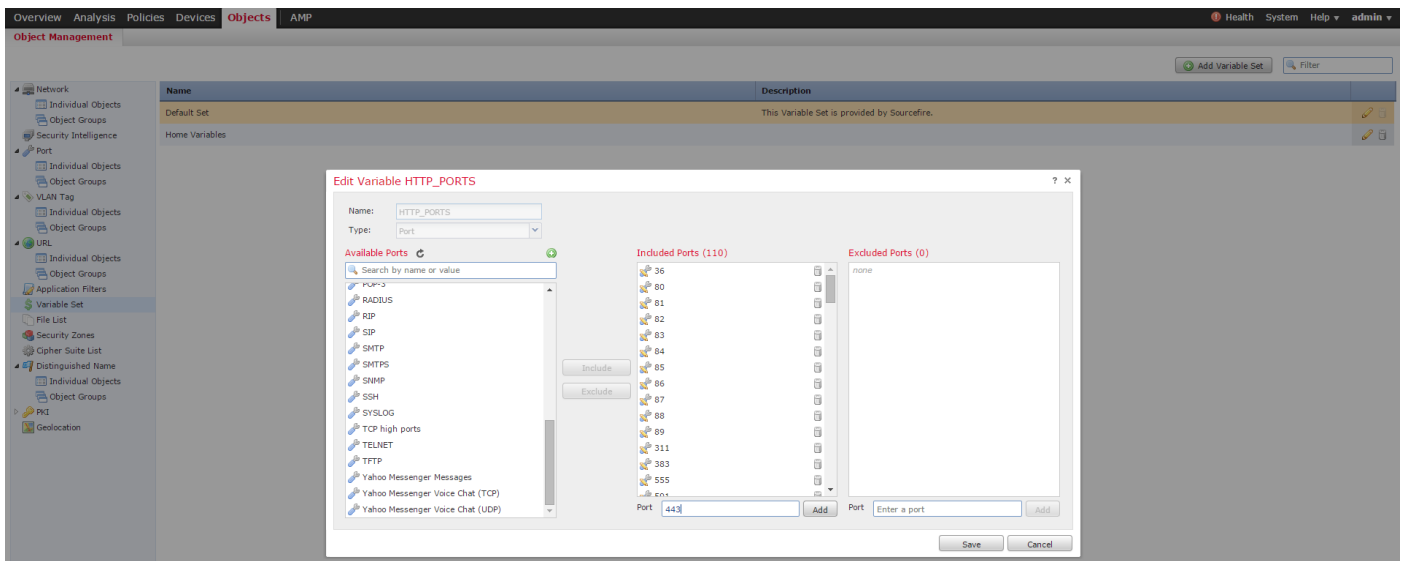 Overview Analysis Policies Devices Objects AMP Health System Help admin
Object Management
Add Variable Set Filter
Network
Individual Objects
Object Groups
Security Intelligence
Port
Individual Objects
Object Groups
VLAN Tag
Individual Objects
Object Groups
URL
Individual Objects
Object Groups
Application Filters
Variable Set
File List
Security Zones
Cipher Suite List
Distinguished Name
Individual Objects
Object Groups
PKI
Geolocation
Name Description
Default Set This Variable Set is provided by Sourcefire.
Home Variables
Edit Variable HTTP_PORTS ? ×
Name: HTTP_PORTS
Type: Port
Available Ports
Search by name or value
POP-3
RADIUS
RIP
SIP
SMTP
SMTPS
SNMP
SSH
SYSLOG
TCP high ports
TELNET
TFTP
Yahoo Messenger Messages
Yahoo Messenger Voice Chat (TCP)
Yahoo Messenger Voice Chat (UDP)
Include
Exclude
Included Ports (110)
36
80
81
82
83
84
85
86
87
88
89
311
383
555
591
Port 443 Add
Excluded Ports (0)
none
Port Enter a port Add
Save Cancel